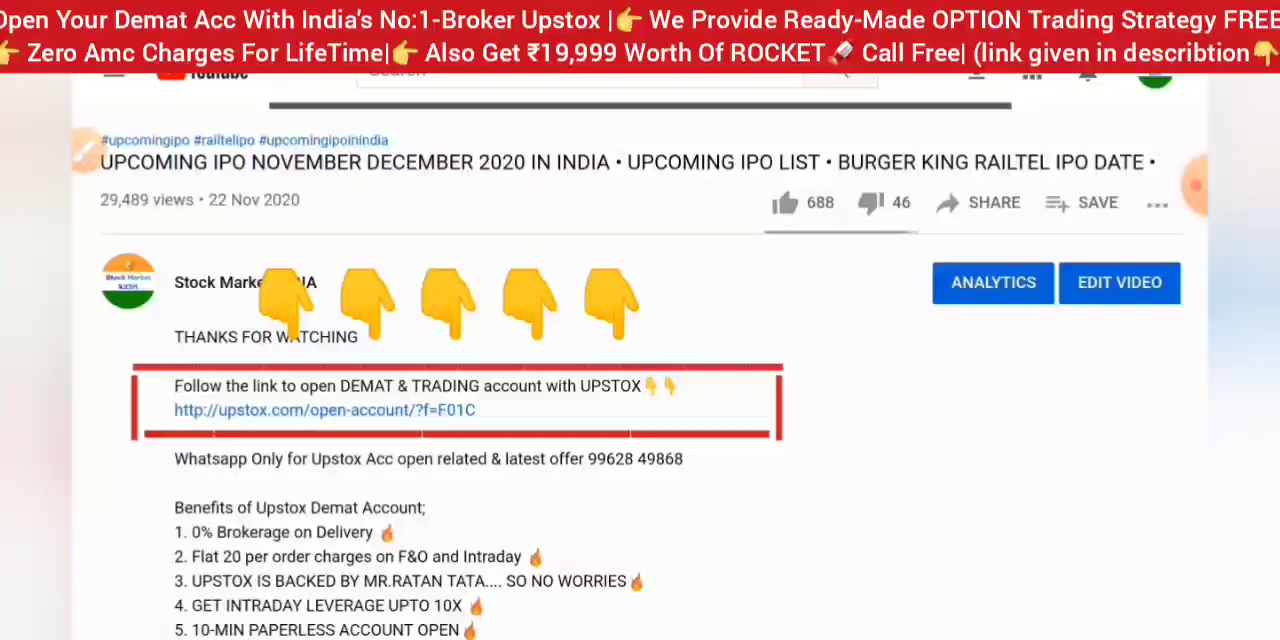 Open Your Demat Acc With India's No:1-Broker Upstox |👉 We Provide Ready-Made OPTION Trading Strategy FREE
👉 Zero Amc Charges For LifeTime|👉 Also Get ₹19,999 Worth Of ROCKET🚀 Call Free| (link given in describtion👇
YouTube
Search
#upcomingipo #railtelipo #upcomingipoinindia
UPCOMING IPO NOVEMBER DECEMBER 2020 IN INDIA • UPCOMING IPO LIST • BURGER KING RAILTEL IPO DATE •
29,489 views • 22 Nov 2020
688
46
SHARE
SAVE
Stock Market
ANALYTICS
EDIT VIDEO
THANKS FOR WATCHING
Follow the link to open DEMAT & TRADING account with UPSTOX👇👇
http://upstox.com/open-account/?f=F01C
Whatsapp Only for Upstox Acc open related & latest offer 99628 49868
Benefits of Upstox Demat Account;
1. 0% Brokerage on Delivery 🔥
2. Flat 20 per order charges on F&O and Intraday 🔥
3. UPSTOX IS BACKED BY MR.RATAN TATA.... SO NO WORRIES🔥
4. GET INTRADAY LEVERAGE UPTO 10X 🔥
5. 10-MIN PAPERLESS ACCOUNT OPEN🔥